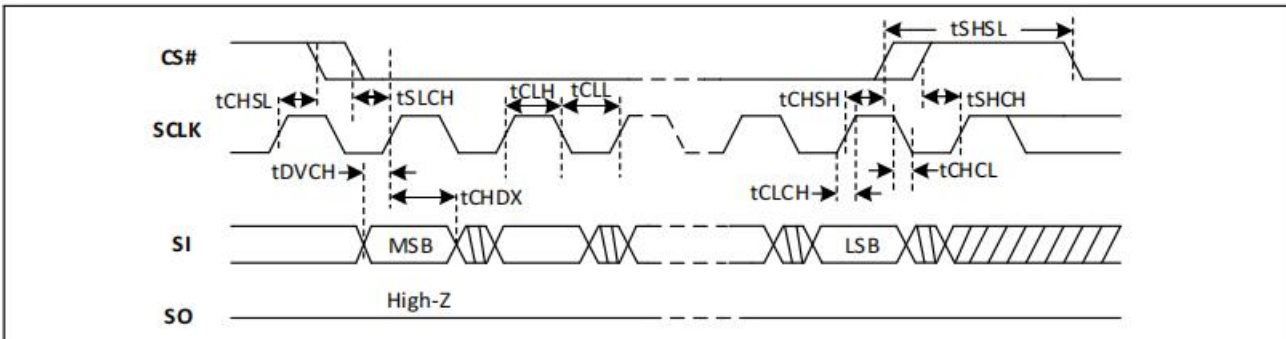 tSHSL
CS#
tCHSL
tSLCH
tCLH
tCLL
tCHSH
tSHCH
SCLK
tDVCH
tCHDX
tCLCH
tCHCL
SI
MSB
LSB
High-Z
SO